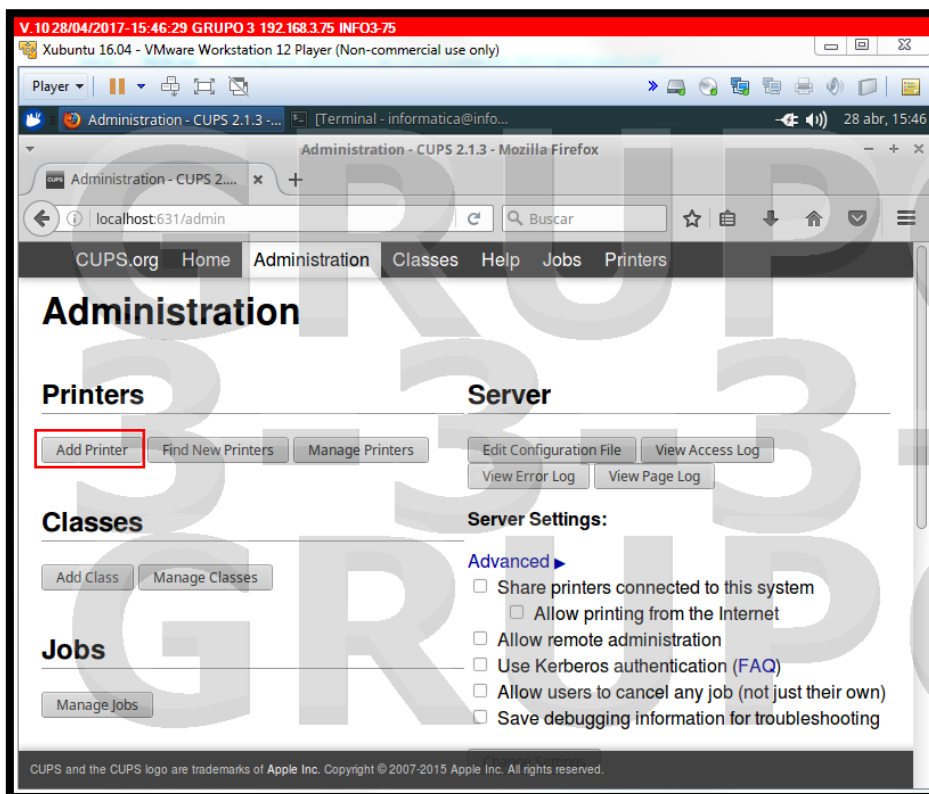 V.10 28/04/2017-15:46:29 GRUPO 3 192.168.3.75 INFO3-75
Xubuntu 16.04 - VMware Workstation 12 Player (Non-commercial use only)
Player
Administration - CUPS 2.1.3 -... [Terminal - informatica@info... 28 abr, 15:46
Administration - CUPS 2.1.3 - Mozilla Firefox
Administration - CUPS 2....
localhost:631/admin Buscar
CUPS.org Home Administration Classes Help Jobs Printers
Administration
Printers
Add Printer Find New Printers Manage Printers
Classes
Add Class Manage Classes
Jobs
Manage Jobs
Server
Edit Configuration File View Access Log
View Error Log View Page Log
Server Settings:
Advanced
Share printers connected to this system
Allow printing from the Internet
Allow remote administration
Use Kerberos authentication (FAQ)
Allow users to cancel any job (not just their own)
Save debugging information for troubleshooting
Change Settings
CUPS and the CUPS logo are trademarks of Apple Inc. Copyright © 2007-2015 Apple Inc. All rights reserved.
GRUPO
3-3-3-
GRUPO